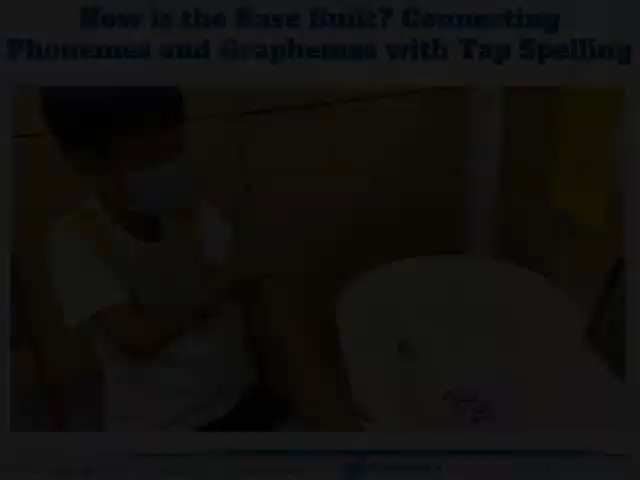 How is the Base Built? Connecting
Phonemes and Graphemes with Tap Spelling